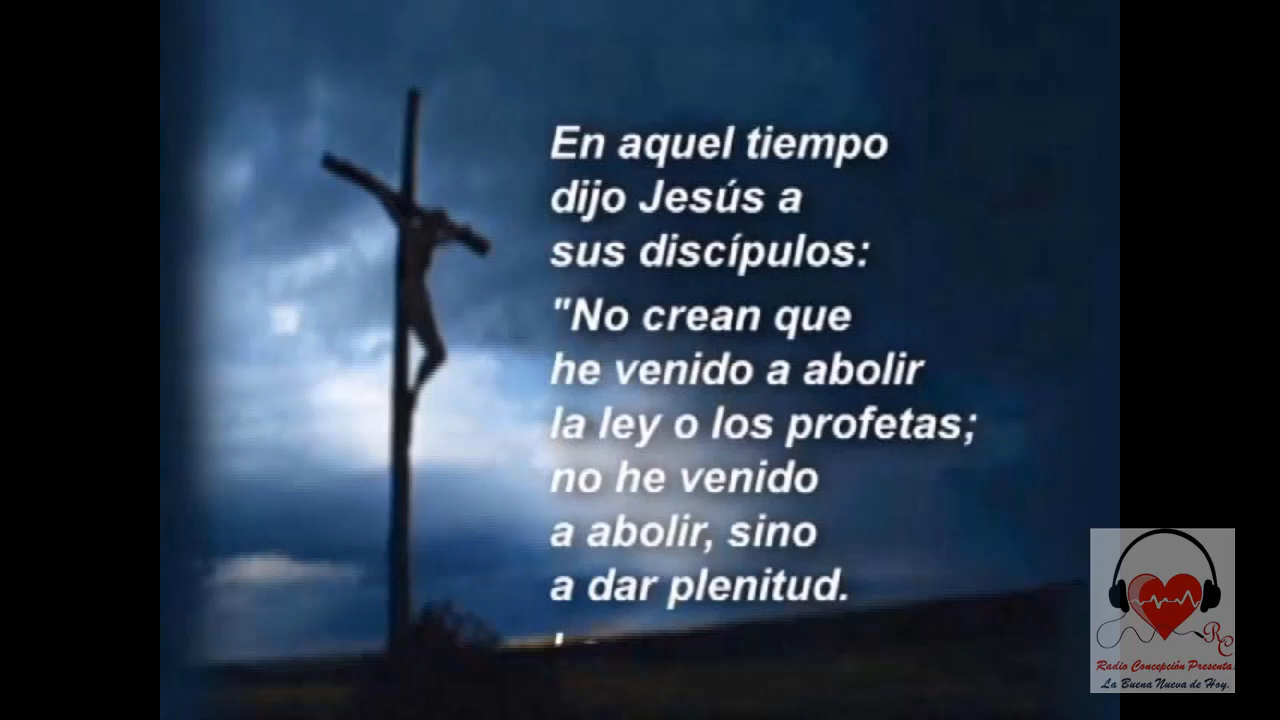 En aquel tiempo
dijo Jesús a
sus discípulos:
"No crean que
he venido a abolir
la ley o los profetas;
no he venido
a abolir, sino
a dar plenitud.
RC
Radio Concepción Presenta:
La Buena Nueva de Hoy.